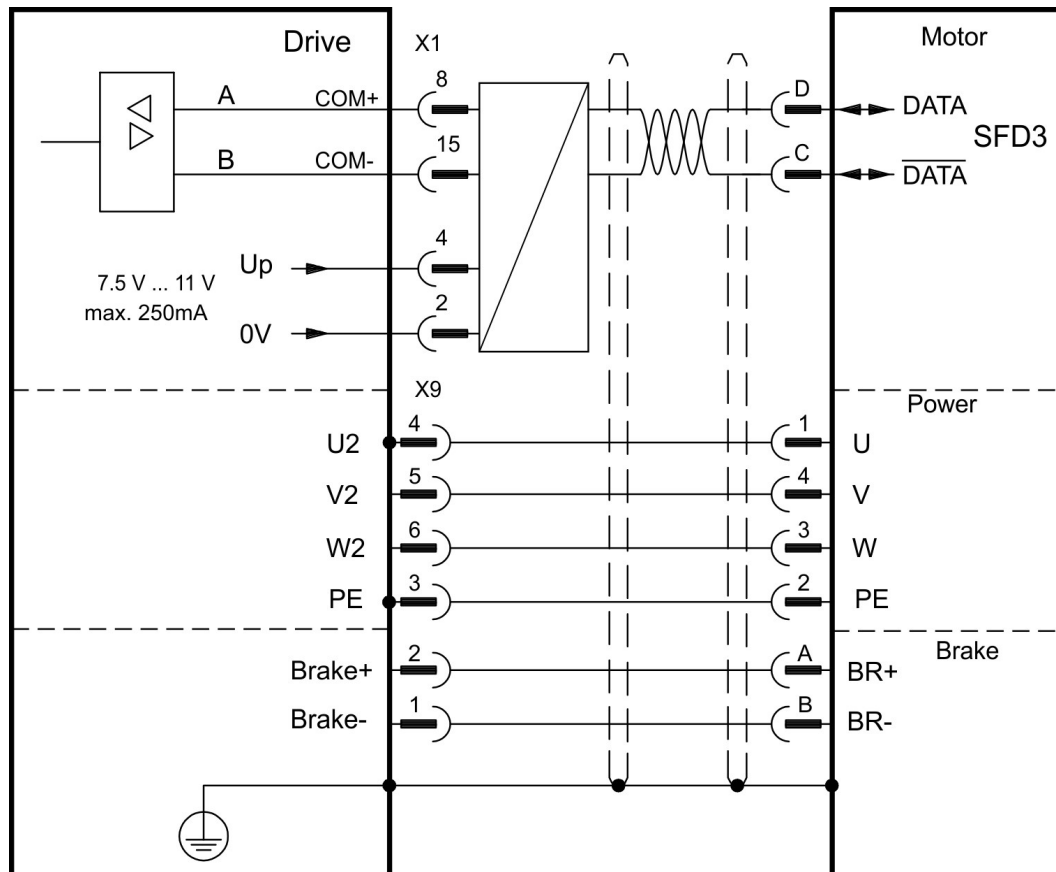 Drive
X1
Motor
A
COM+
8
D
DATA
SFD3
B
COM-
15
C
DATA
Up
4
7.5 V ... 11 V
max. 250mA
0V
2
X9
Power
U2
4
1
U
V2
5
4
V
W2
6
3
W
PE
3
2
PE
Brake
Brake+
2
A
BR+
Brake-
1
B
BR-